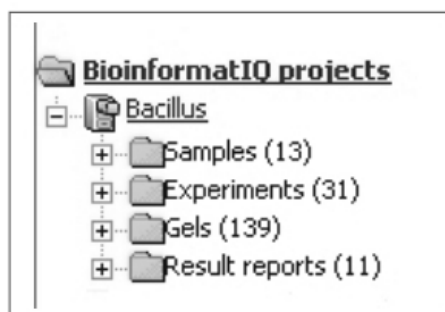 BioinformatIQ projects
Bacillus
Samples (13)
Experiments (31)
Gels (139)
Result reports (11)